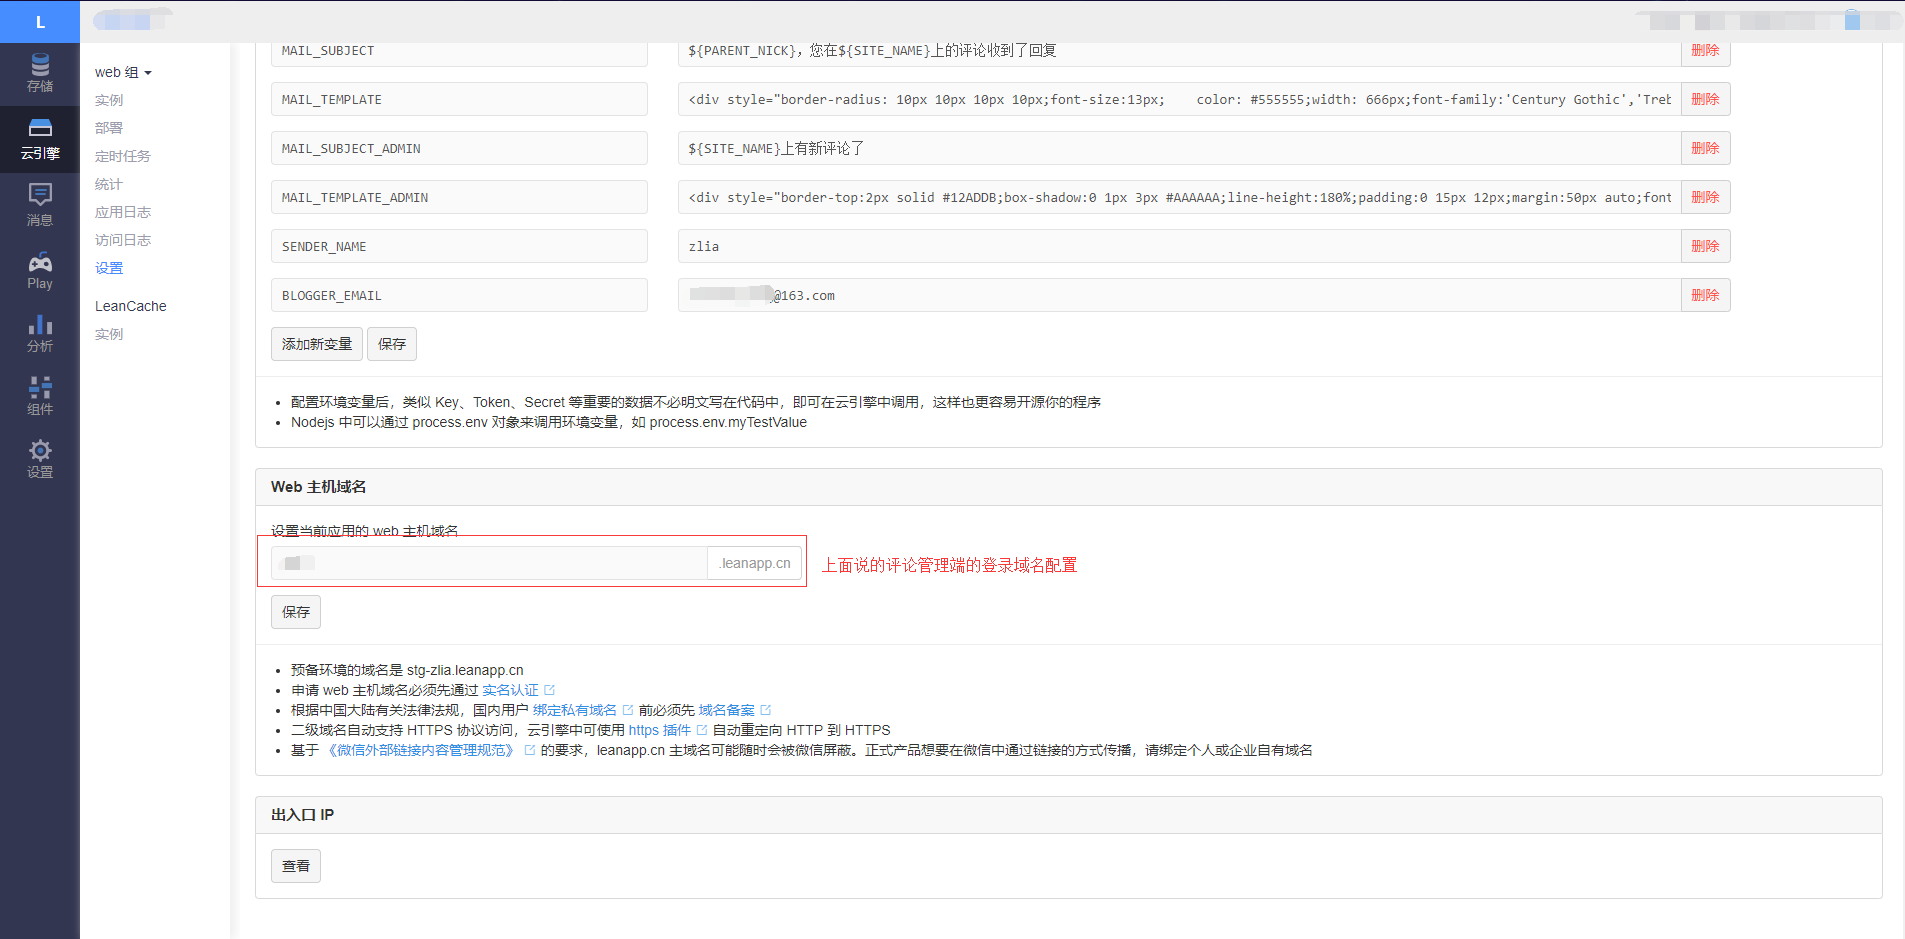 L
存储
云引擎
消息
Play
分析
组件
设置
web 组
实例
部署
定时任务
统计
应用日志
访问日志
设置
LeanCache
实例
MAIL_SUBJECT ${PARENT_NICK}，您在${SITE_NAME}上的评论收到了回复 删除
MAIL_TEMPLATE <div style="border-radius: 10px 10px 10px 10px;font-size:13px;    color: #555555;width: 666px;font-family:'Century Gothic','Treb 删除
MAIL_SUBJECT_ADMIN ${SITE_NAME}上有新评论了 删除
MAIL_TEMPLATE_ADMIN <div style="border-top:2px solid #12ADDB;box-shadow:0 1px 3px #AAAAAA;line-height:180%;padding:0 15px 12px;margin:50px auto;font 删除
SENDER_NAME zlia 删除
BLOGGER_EMAIL @163.com 删除
添加新变量 保存
• 配置环境变量后，类似 Key、Token、Secret 等重要的数据不必明文写在代码中，即可在云引擎中调用，这样也更容易开源你的程序
• Nodejs 中可以通过 process.env 对象来调用环境变量，如 process.env.myTestValue
Web 主机域名
设置当前应用的 web 主机域名
.leanapp.cn 上面说的评论管理端的登录域名配置
保存
• 预备环境的域名是 stg-zlia.leanapp.cn
• 申请 web 主机域名必须先通过 实名认证
• 根据中国大陆有关法律法规，国内用户 绑定私有域名 前必须先 域名备案
• 二级域名自动支持 HTTPS 协议访问，云引擎中可使用 https 插件 自动重定向 HTTP 到 HTTPS
• 基于 《微信外部链接内容管理规范》 的要求，leanapp.cn 主域名可能随时会被微信屏蔽。正式产品想要在微信中通过链接的方式传播，请绑定个人或企业自有域名
出入口 IP
查看